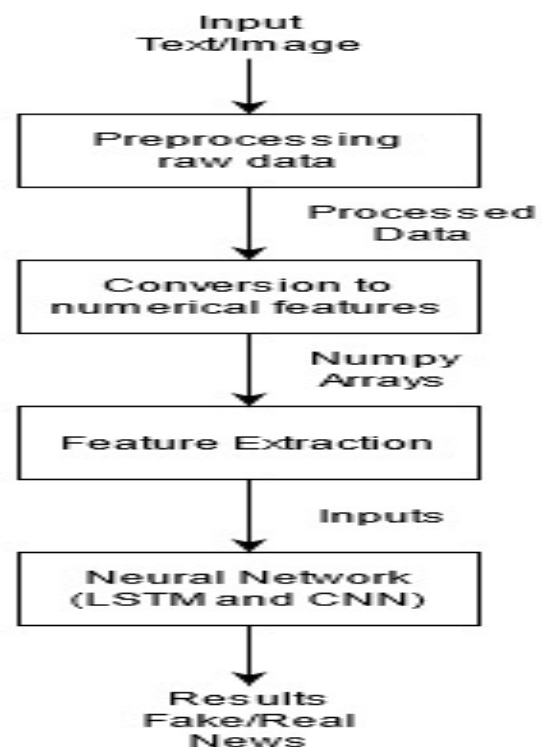 Input
Text/Image
Preprocessing
raw data
Processed
Data
Conversion to
numerical features
Numpy
Arrays
Feature Extraction
Inputs
Neural Network
(LSTM and CNN)
Results
Fake/Real
News